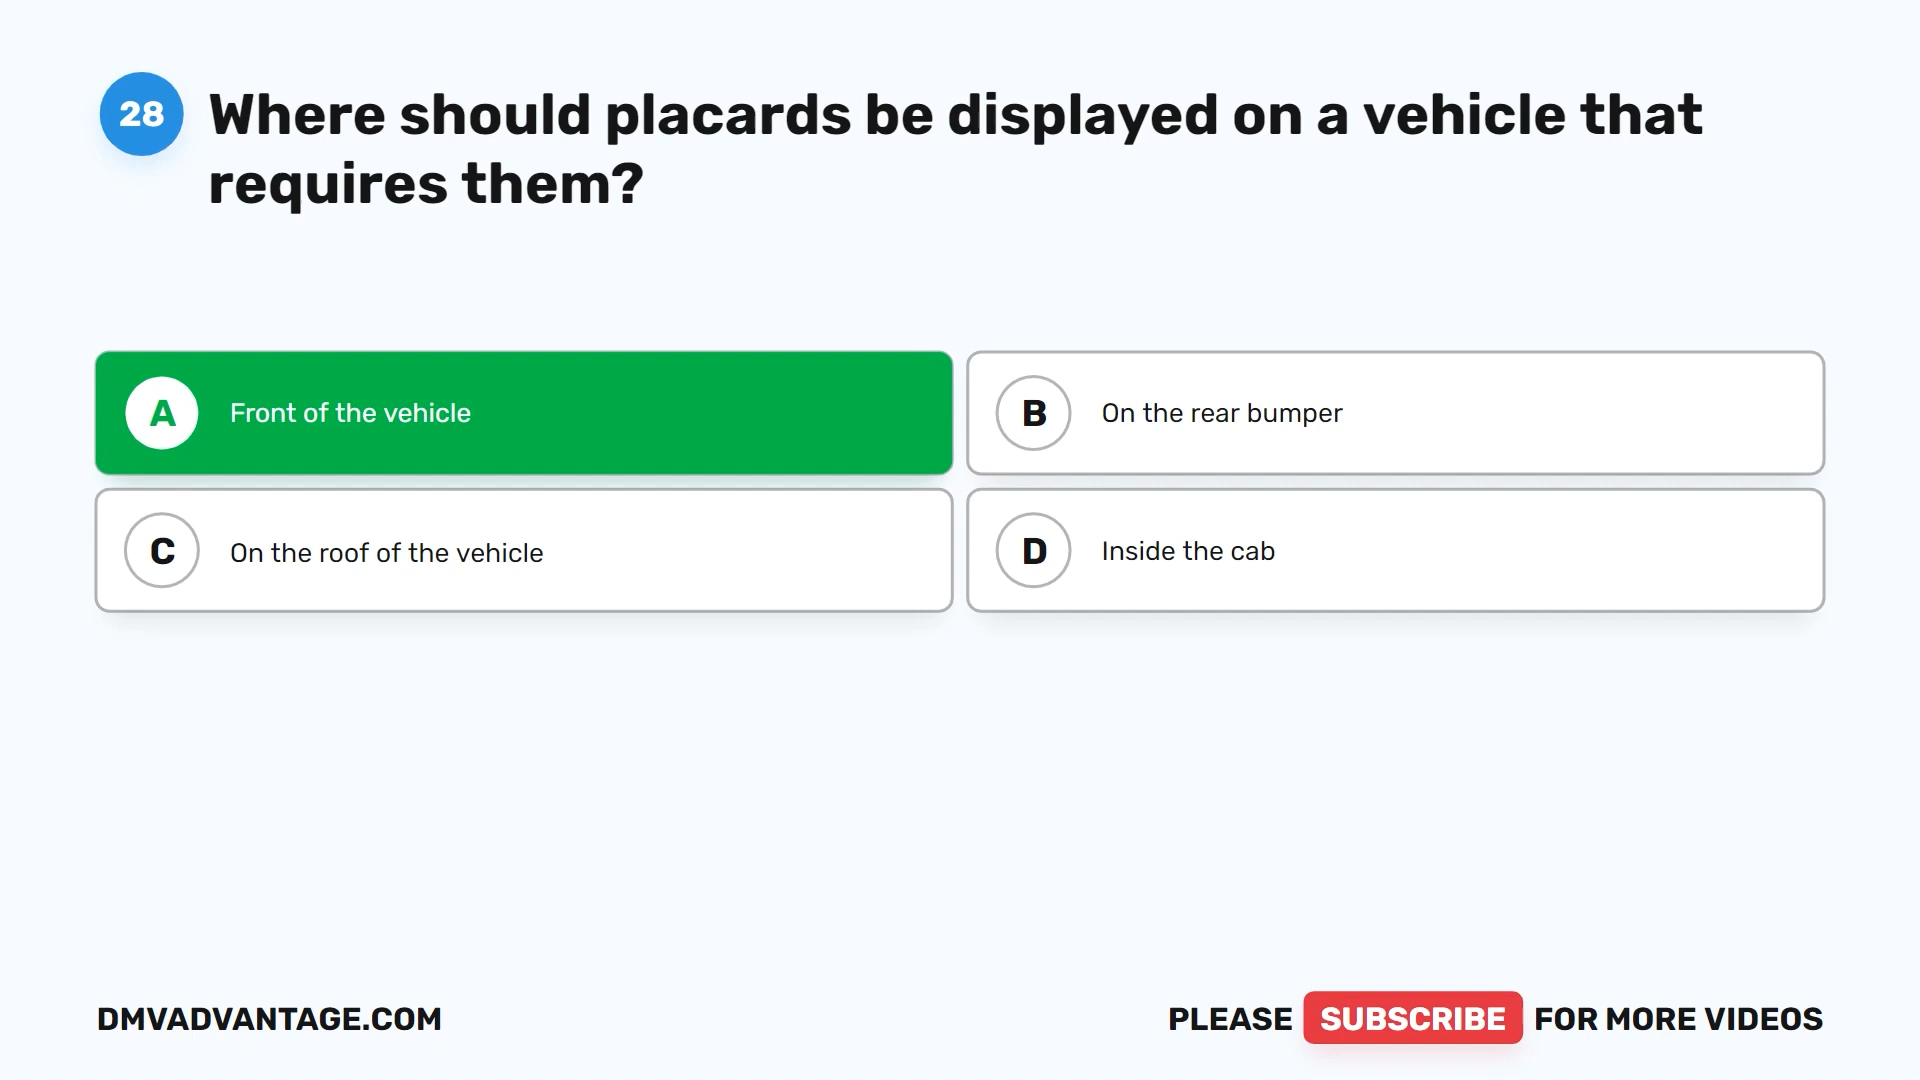 28
Where should placards be displayed on a vehicle that
requires them?
A Front of the vehicle
B On the rear bumper
C On the roof of the vehicle
D Inside the cab
DMVADVANTAGE.COM
PLEASE SUBSCRIBE FOR MORE VIDEOS